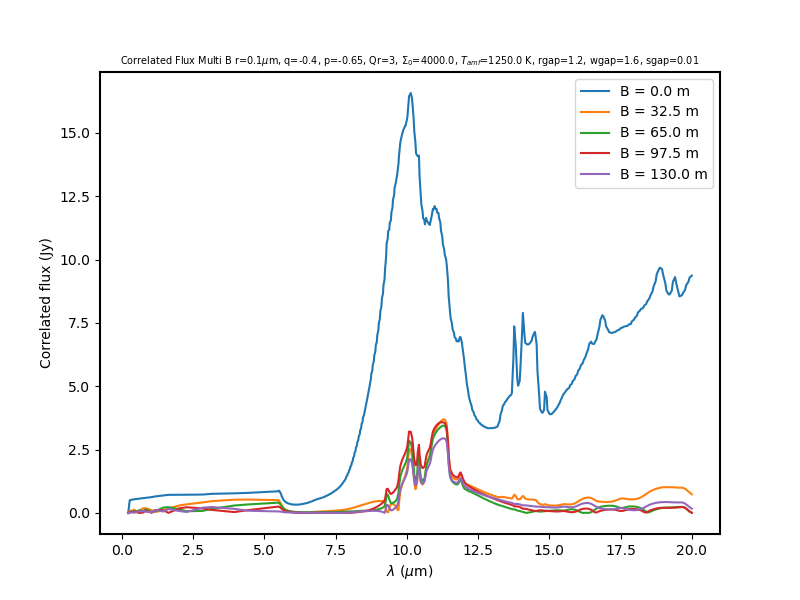 Correlated Flux Multi B r=0.1μm, q=-0.4, p=-0.65, Qr=3, Σ₀=4000.0, T_amf=1250.0 K, rgap=1.2, wgap=1.6, sgap=0.01
B = 0.0 m
B = 32.5 m
B = 65.0 m
B = 97.5 m
B = 130.0 m
15.0
12.5
10.0
7.5
5.0
2.5
0.0
Correlated flux (Jy)
0.0 2.5 5.0 7.5 10.0 12.5 15.0 17.5 20.0
λ (μm)